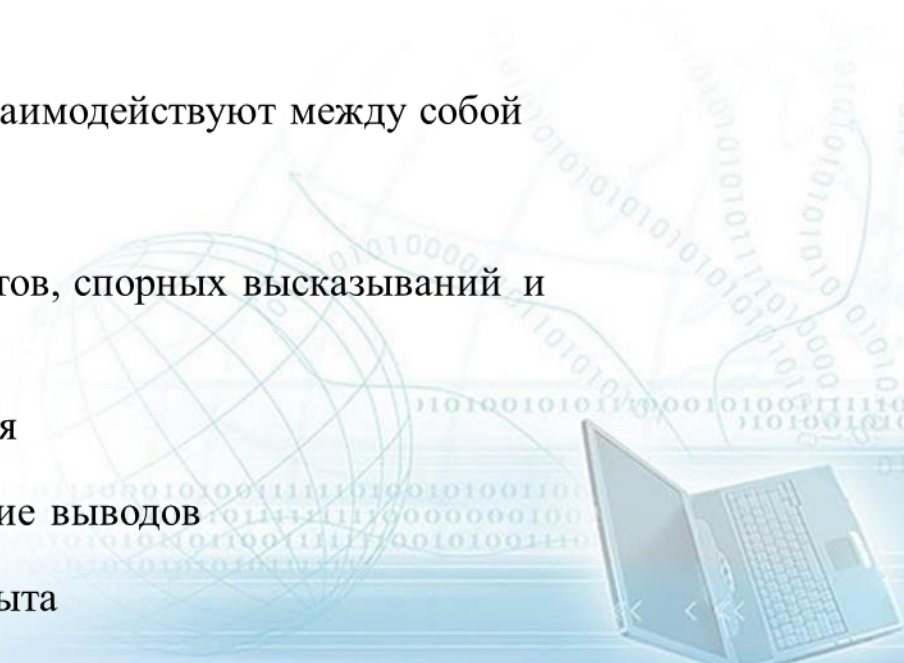 аимодействуют между собой
тов, спорных высказываний и
я
ие выводов
ыта